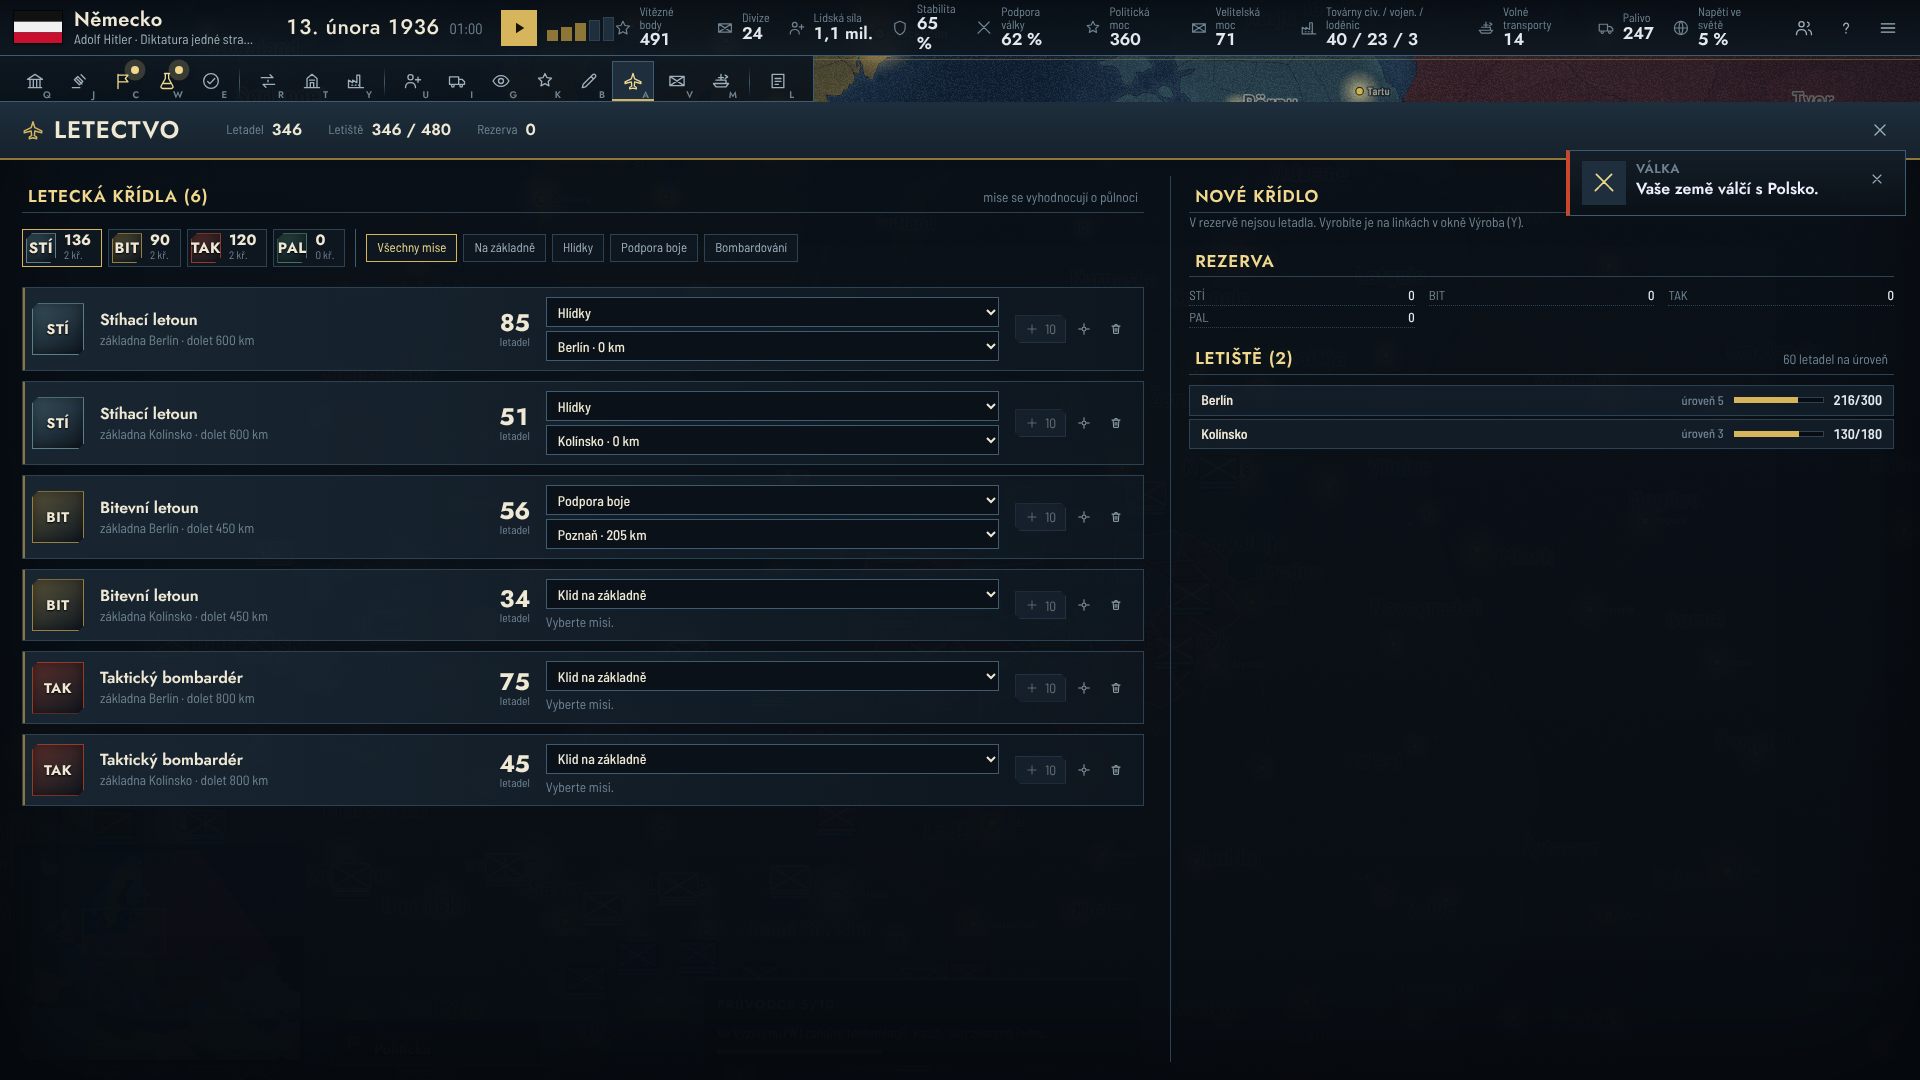 Německo
Adolf Hitler · Diktatura jedné stra...
13. února 1936 01:00
Vítězné body 491
Divize 24
Lidská síla 1,1 mil.
Stabilita 65 %
Podpora války 62 %
Politická moc 360
Velitelská moc 71
Továrny civ. / vojen. / loděnic 40 / 23 / 3
Volné transporty 14
Palivo 247
Napětí ve světě 5 %
?
Q J C W E R T Y U I G K B A V M L
Tartu
LETECTVO
Letadel 346
Letiště 346 / 480
Rezerva 0
VÁLKA
Vaše země válčí s Polsko.
LETECKÁ KŘÍDLA (6)
mise se vyhodnocují o půlnoci
STÍ 136 2 kř.
BIT 90 2 kř.
TAK 120 2 kř.
PAL 0 0 kř.
Všechny mise
Na základně
Hlídky
Podpora boje
Bombardování
STÍ
Stíhací letoun
základna Berlín · dolet 600 km
85 letadel
Hlídky
Berlín · 0 km
+ 10
STÍ
Stíhací letoun
základna Kolínsko · dolet 600 km
51 letadel
Hlídky
Kolínsko · 0 km
+ 10
BIT
Bitevní letoun
základna Berlín · dolet 450 km
56 letadel
Podpora boje
Poznaň · 205 km
+ 10
BIT
Bitevní letoun
základna Kolínsko · dolet 450 km
34 letadel
Klid na základně
Vyberte misi.
+ 10
TAK
Taktický bombardér
základna Berlín · dolet 800 km
75 letadel
Klid na základně
Vyberte misi.
+ 10
TAK
Taktický bombardér
základna Kolínsko · dolet 800 km
45 letadel
Klid na základně
Vyberte misi.
+ 10
NOVÉ KŘÍDLO
V rezervě nejsou letadla. Vyrobíte je na linkách v okně Výroba (Y).
REZERVA
STÍ 0
BIT 0
TAK 0
PAL 0
LETIŠTĚ (2)
60 letadel na úroveň
Berlín úroveň 5 216/300
Kolínsko úroveň 3 130/180